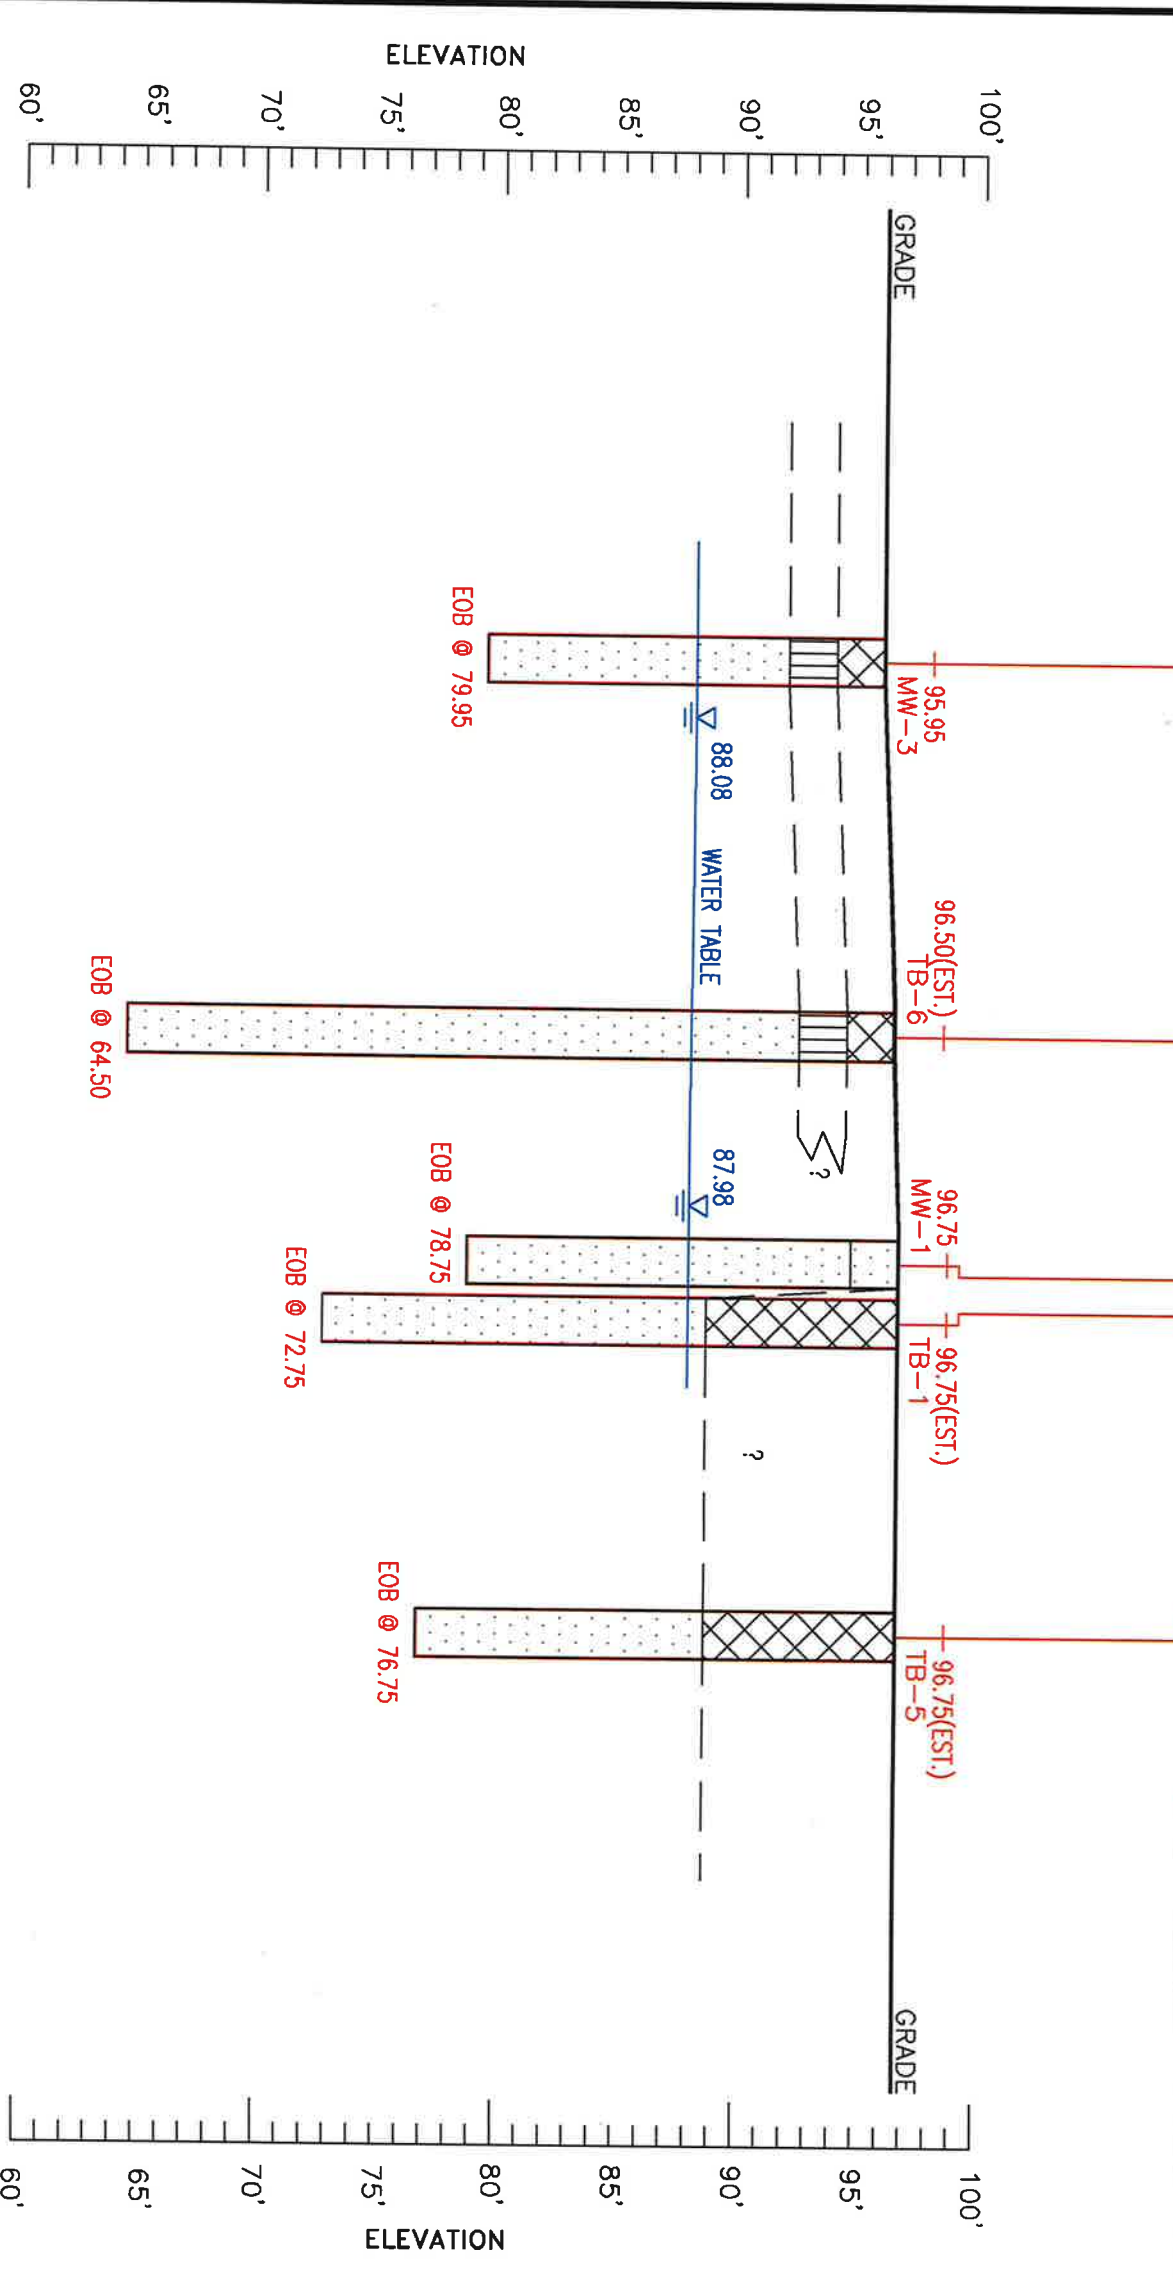 ELEVATION
100'
95'
90'
85'
80'
75'
70'
65'
60'
GRADE
95.95
MW-3
96.50(EST.)
TB-6
96.75
MW-1
96.75(EST.)
TB-1
96.75(EST.)
TB-5
GRADE
88.08
WATER TABLE
87.98
?
?
EOB @ 79.95
EOB @ 64.50
EOB @ 78.75
EOB @ 72.75
EOB @ 76.75
100'
95'
90'
85'
80'
75'
70'
65'
60'
ELEVATION